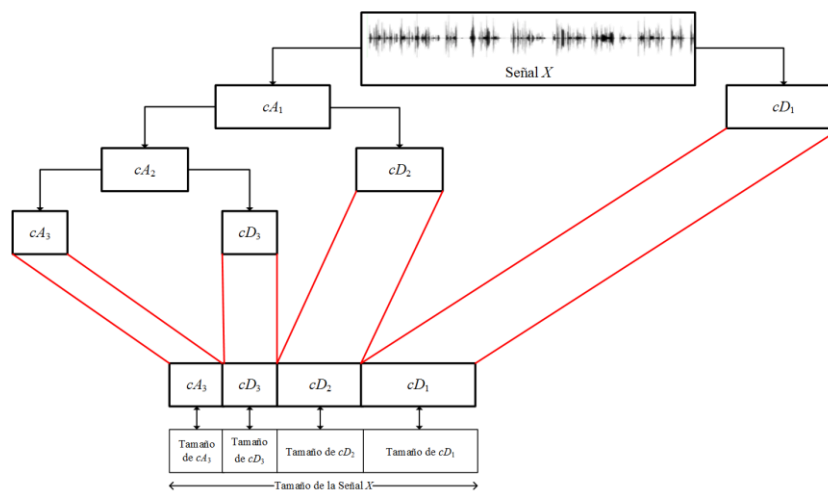 Señal X
cA₁
cD₁
cA₂
cD₂
cA₃
cD₃
cA₃
cD₃
cD₂
cD₁
Tamaño
de cA₃
Tamaño
de cD₃
Tamaño de cD₂
Tamaño de cD₁
Tamaño de la Señal X